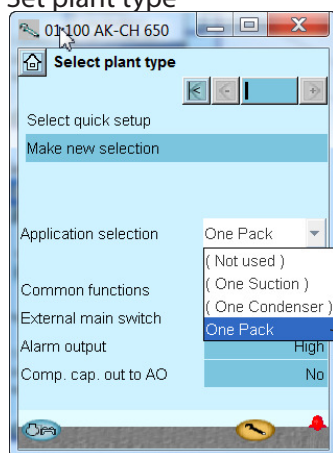 Set plant type
01:100 AK-CH 650
Select plant type
Select quick setup
Make new selection
Application selection One Pack
( Not used )
( One Suction )
Common functions ( One Condenser )
External main switch One Pack
Alarm output High
Comp. cap. out to AO No